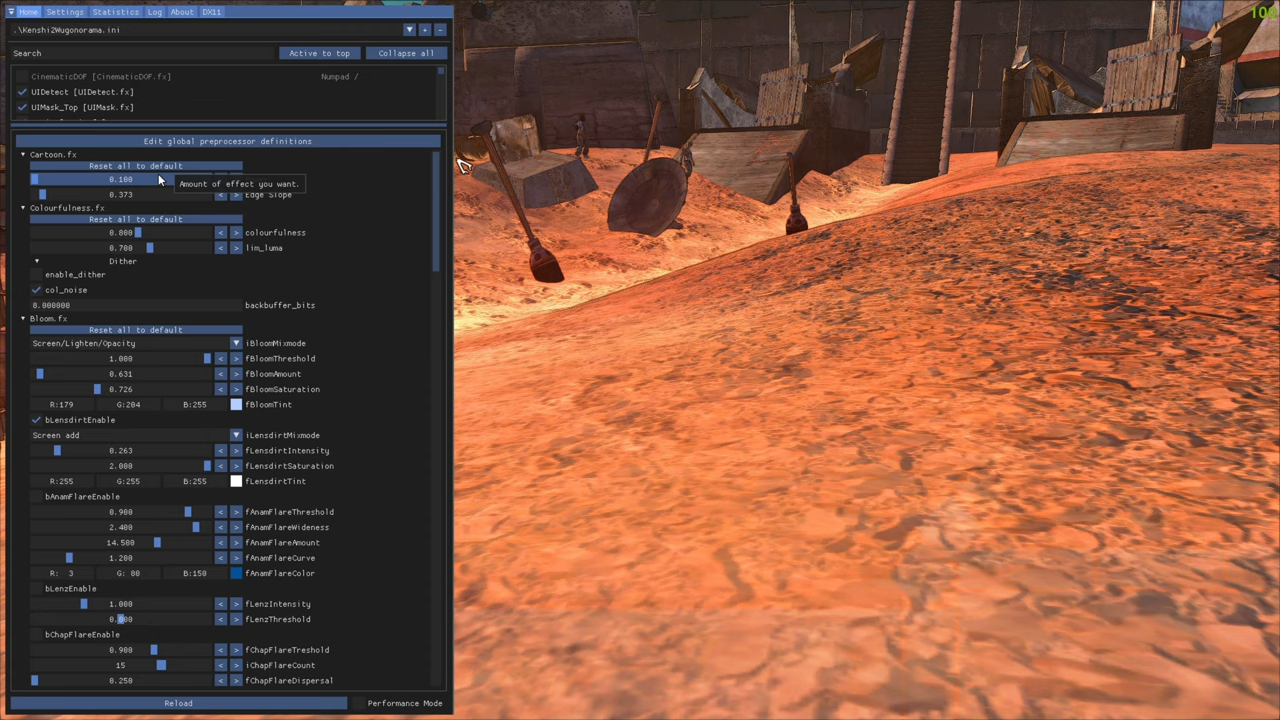 Home Settings Statistics Log About DX11
.\Kenshi2Wugonorama.ini + -
Search Active to top Collapse all
CinematicDOF [CinematicDOF.fx] Numpad /
UIDetect [UIDetect.fx]
UIMask_Top [UIMask.fx]
Edit global preprocessor definitions
Cartoon.fx
Reset all to default
0.100
Amount of effect you want.
0.373 < > Edge Slope
Colourfulness.fx
Reset all to default
0.800 < > colourfulness
0.700 < > lim_luma
Dither
enable_dither
col_noise
8.000000 backbuffer_bits
Bloom.fx
Reset all to default
Screen/Lighten/Opacity iBloomMixmode
1.000 < > fBloomThreshold
0.631 < > fBloomAmount
0.726 < > fBloomSaturation
R:179 G:204 B:255 fBloomTint
bLensdirtEnable
Screen add iLensdirtMixmode
0.263 < > fLensdirtIntensity
2.000 < > fLensdirtSaturation
R:255 G:255 B:255 fLensdirtTint
bAnamFlareEnable
0.900 < > fAnamFlareThreshold
2.400 < > fAnamFlareWideness
14.500 < > fAnamFlareAmount
1.200 < > fAnamFlareCurve
R: 3 G: 80 B:150 fAnamFlareColor
bLenzEnable
1.000 < > fLenzIntensity
0.800 < > fLenzThreshold
bChapFlareEnable
0.900 < > fChapFlareTreshold
15 < > iChapFlareCount
0.250 < > fChapFlareDispersal
Reload Performance Mode